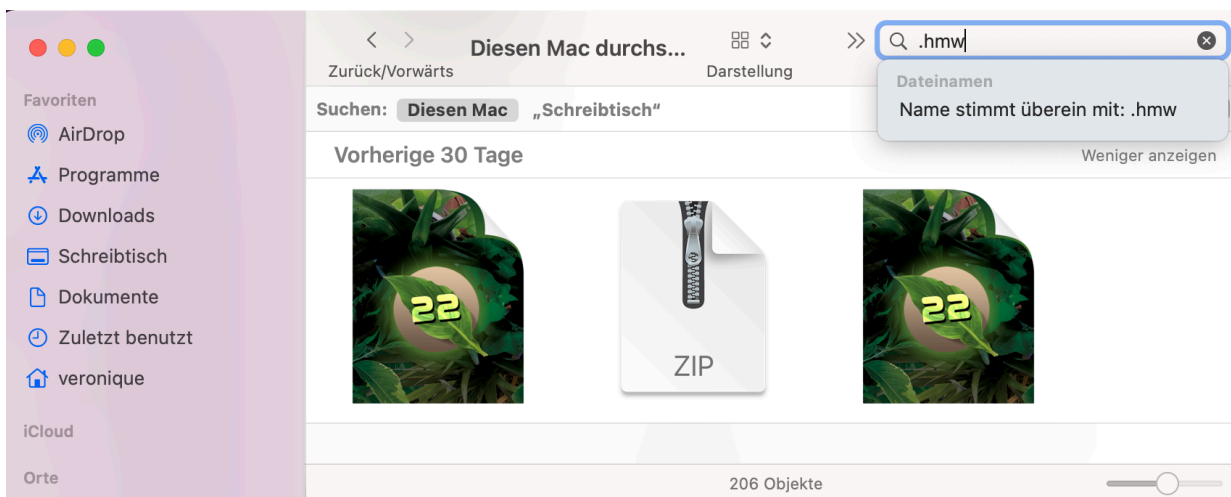 Zurück/Vorwärts
Diesen Mac durchs...
Darstellung
.hmw
Dateinamen
Name stimmt überein mit: .hmw
Suchen: Diesen Mac „Schreibtisch“
Vorherige 30 Tage
Weniger anzeigen
22
ZIP
22
206 Objekte
Favoriten
AirDrop
Programme
Downloads
Schreibtisch
Dokumente
Zuletzt benutzt
veronique
iCloud
Orte